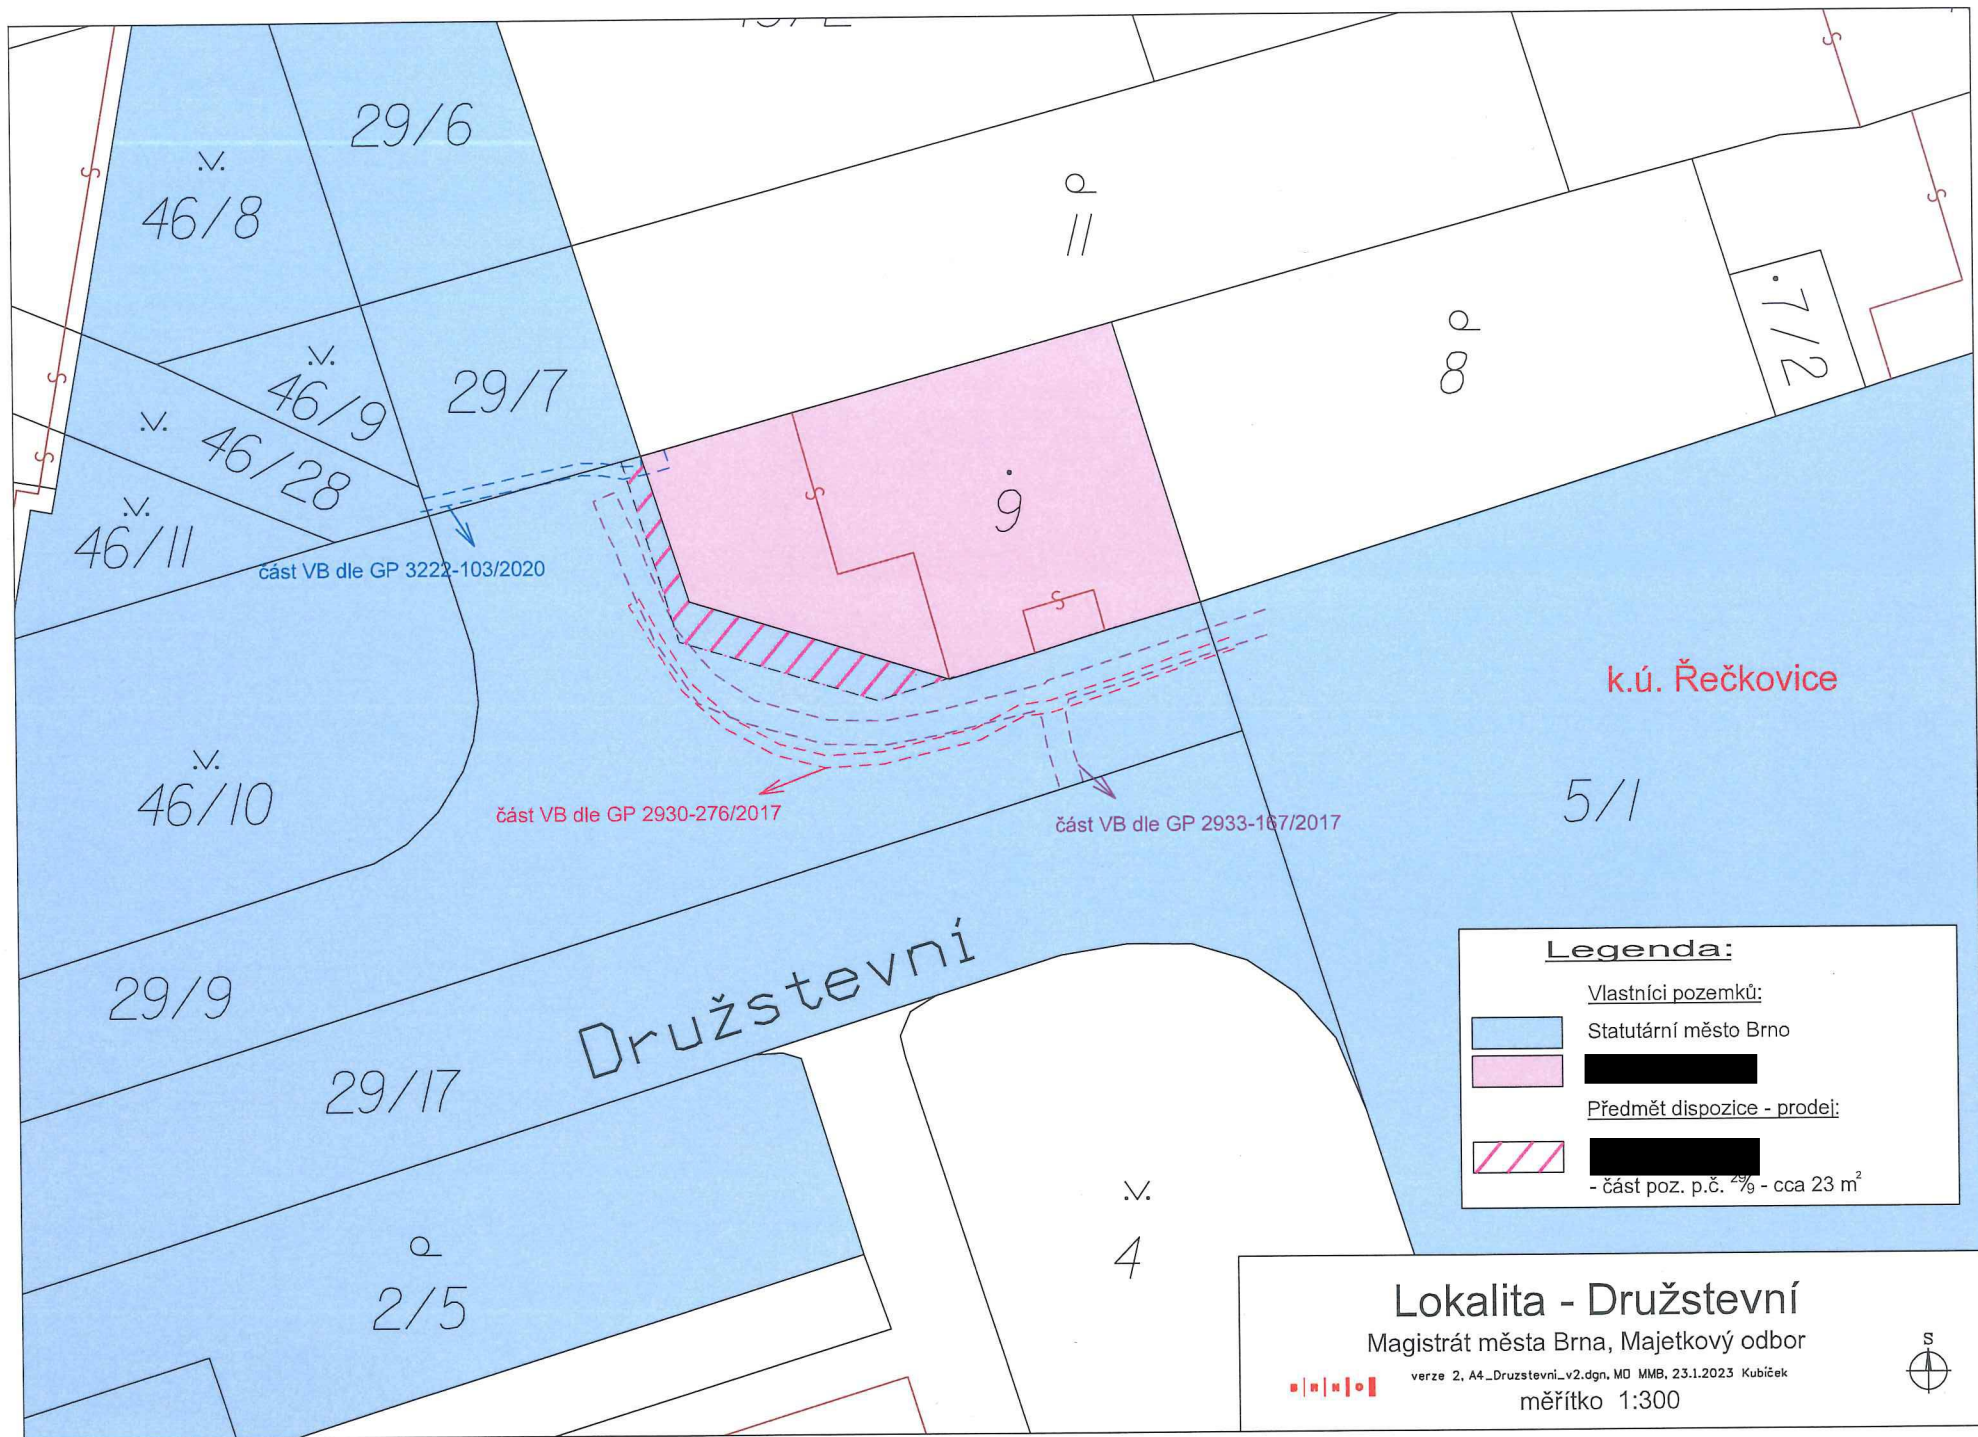 29/6
46/8
11
7/2
8
46/9
29/7
46/28
9
46/11
část VB dle GP 3222-103/2020
k.ú. Řečkovice
46/10
5/1
část VB dle GP 2930-276/2017
část VB dle GP 2933-167/2017
Družstevní
29/9
29/17
4
2/5
Legenda:
Vlastníci pozemků:
Statutární město Brno
Předmět dispozice - prodej:
- část poz. p.č. 29/9 - cca 23 m²
Lokalita - Družstevní
Magistrát města Brna, Majetkový odbor
verze 2, A4_Druzstevni_v2.dgn, MO MMB, 23.1.2023 Kubíček
měřítko 1:300
B|R|N|O
S